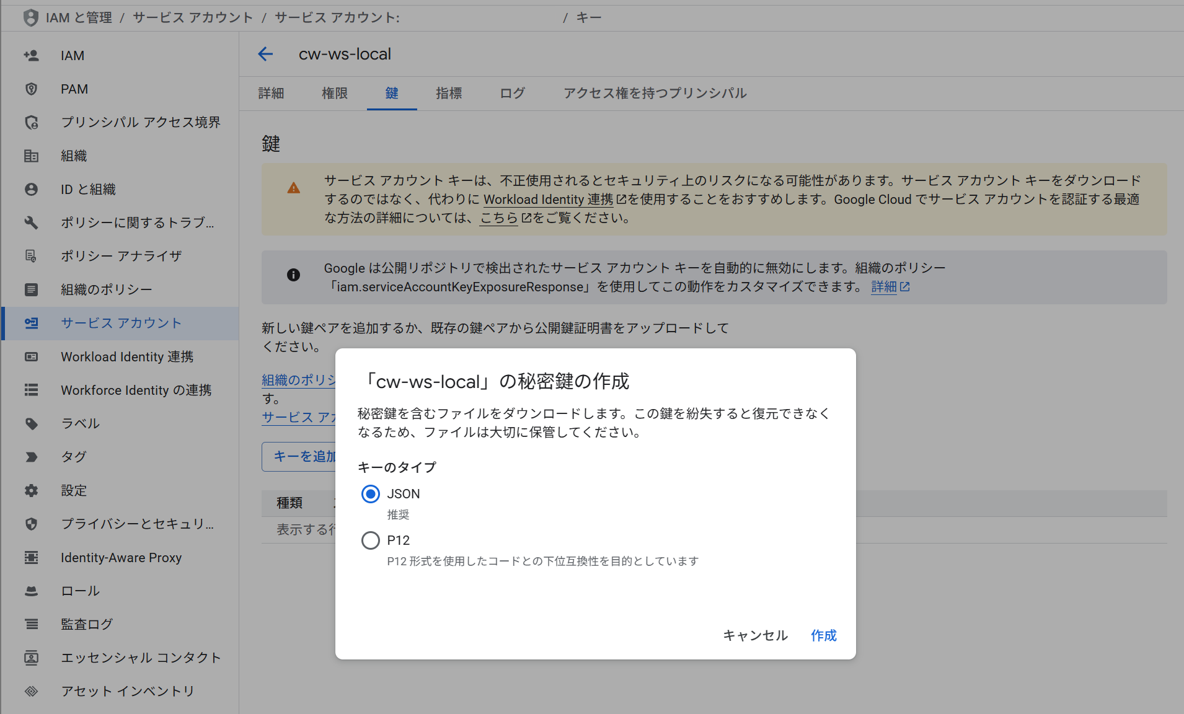 IAM と管理 / サービス アカウント / サービス アカウント: / キー
IAM
PAM
プリンシパル アクセス境界
組織
ID と組織
ポリシーに関するトラブ...
ポリシー アナライザ
組織のポリシー
サービス アカウント
Workload Identity 連携
Workforce Identity の連携
ラベル
タグ
設定
プライバシーとセキュリ...
Identity-Aware Proxy
ロール
監査ログ
エッセンシャル コンタクト
アセット インベントリ
cw-ws-local
詳細 権限 鍵 指標 ログ アクセス権を持つプリンシパル
鍵
サービス アカウント キーは、不正使用されるとセキュリティ上のリスクになる可能性があります。サービス アカウント キーをダウンロード
するのではなく、代わりに Workload Identity 連携 を使用することをおすすめします。Google Cloud でサービス アカウントを認証する最適
な方法の詳細については、こちら をご覧ください。
Google は公開リポジトリで検出されたサービス アカウント キーを自動的に無効にします。組織のポリシー
「iam.serviceAccountKeyExposureResponse」を使用してこの動作をカスタマイズできます。 詳細
新しい鍵ペアを追加するか、既存の鍵ペアから公開鍵証明書をアップロードして
ください。
組織のポリシ
す。
サービス アカ
キーを追加
種類
表示する行
「cw-ws-local」の秘密鍵の作成
秘密鍵を含むファイルをダウンロードします。この鍵を紛失すると復元できなく
なるため、ファイルは大切に保管してください。
キーのタイプ
JSON
推奨
P12
P12 形式を使用したコードとの下位互換性を目的としています
キャンセル 作成